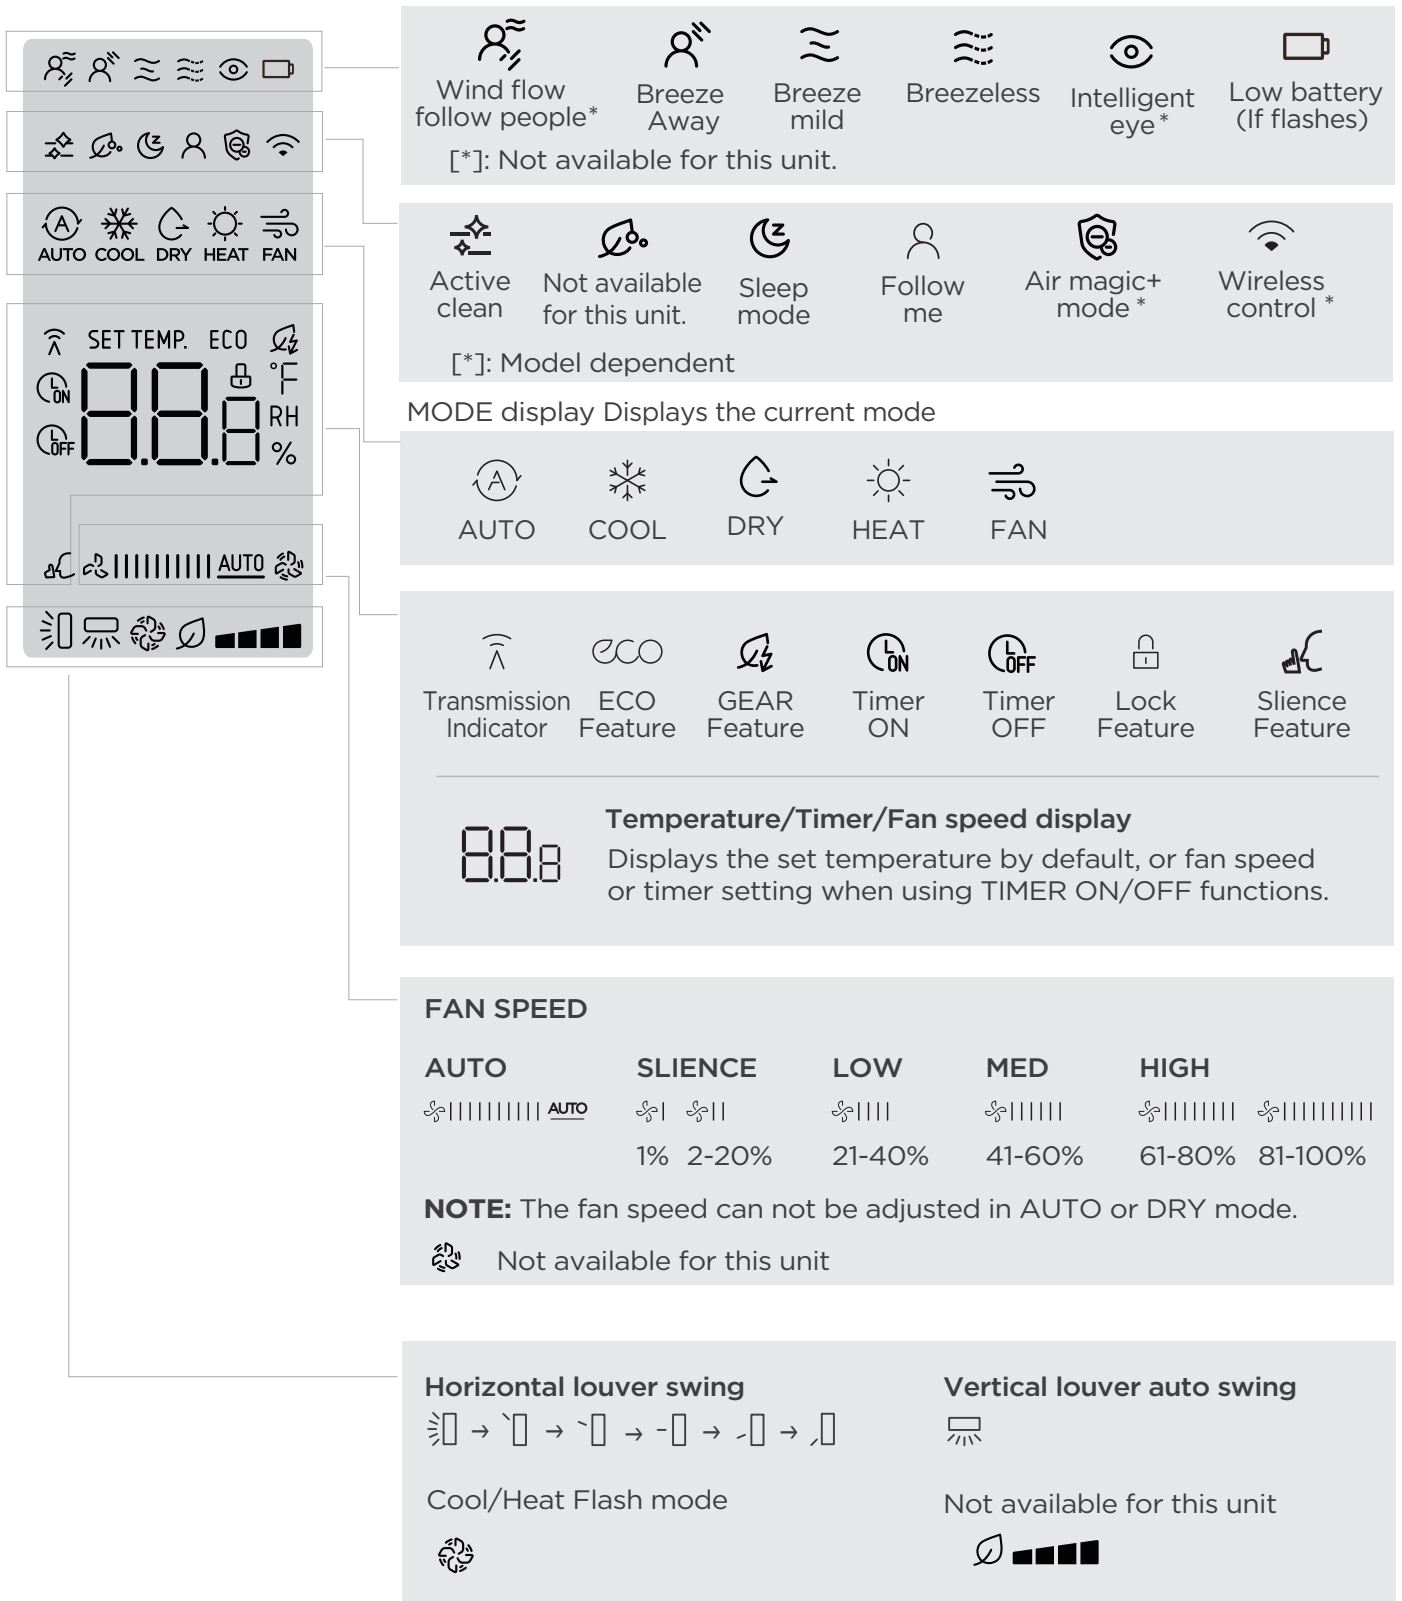 AUTO COOL DRY HEAT FAN
SET TEMP. ECO
ON
°F
RH
OFF
%
AUTO
Wind flow
follow people*
Breeze
Away
Breeze
mild
Breezeless
Intelligent
eye*
Low battery
(If flashes)
[*]: Not available for this unit.
Active
clean
Not available
for this unit.
Sleep
mode
Follow
me
Air magic+
mode *
Wireless
control *
[*]: Model dependent
MODE display Displays the current mode
AUTO
COOL
DRY
HEAT
FAN
eco
ON
OFF
Transmission
Indicator
ECO
Feature
GEAR
Feature
Timer
ON
Timer
OFF
Lock
Feature
Slience
Feature
Temperature/Timer/Fan speed display
88.8
Displays the set temperature by default, or fan speed
or timer setting when using TIMER ON/OFF functions.
FAN SPEED
AUTO SLIENCE LOW MED HIGH
AUTO
1% 2-20% 21-40% 41-60% 61-80% 81-100%
NOTE: The fan speed can not be adjusted in AUTO or DRY mode.
Not available for this unit
Horizontal louver swing
Vertical louver auto swing
Cool/Heat Flash mode
Not available for this unit